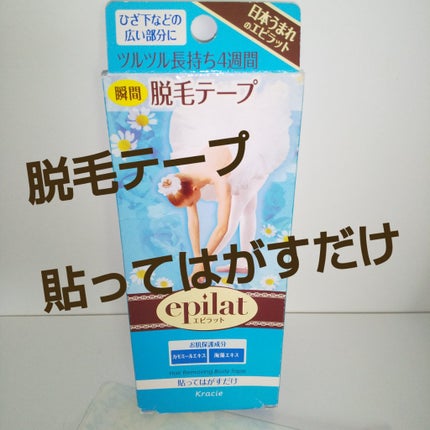 ひざ下などの
広い部分に
日本うまれ
のエピラット
ツルツル長持ち4週間
瞬間
脱毛テープ
脱毛テープ
貼ってはがすだけ
epilat
エピラット
お肌保護成分
カモミールエキス
海藻エキス
Hair Removing Body Tape
貼ってはがすだけ
Kracie